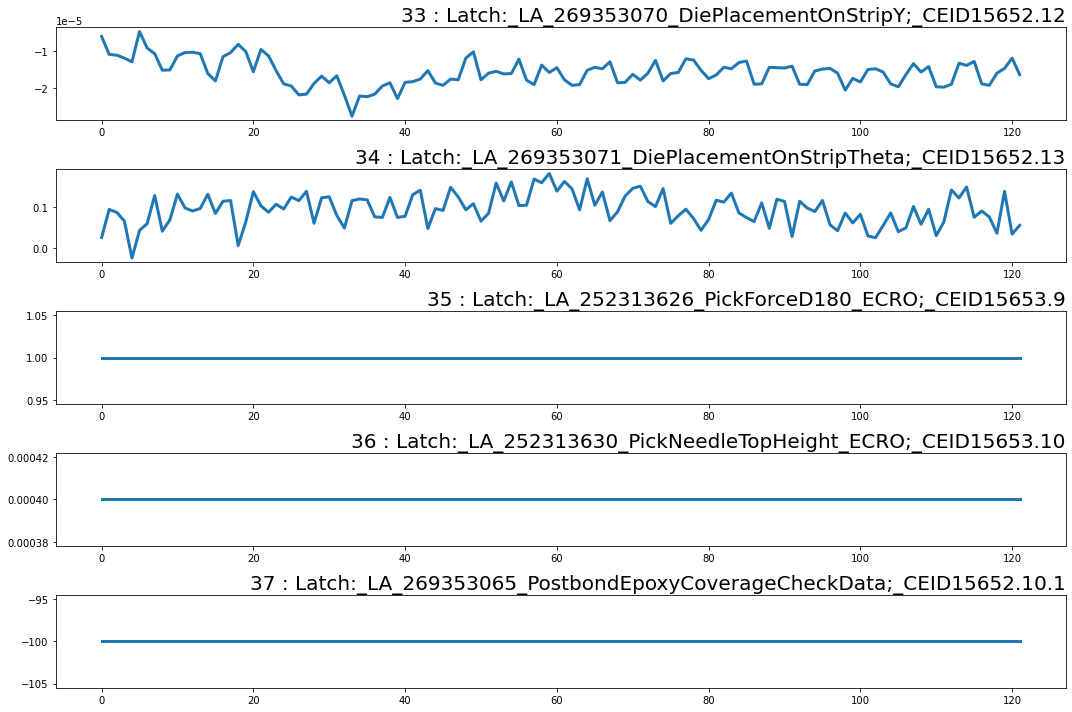 33 : Latch:_LA_269353070_DiePlacementOnStripY;_CEID15652.12
1e−5
−1
−2
0 20 40 60 80 100 120
34 : Latch:_LA_269353071_DiePlacementOnStripTheta;_CEID15652.13
0.1
0.0
0 20 40 60 80 100 120
35 : Latch:_LA_252313626_PickForceD180_ECRO;_CEID15653.9
1.05
1.00
0.95
0 20 40 60 80 100 120
36 : Latch:_LA_252313630_PickNeedleTopHeight_ECRO;_CEID15653.10
0.00042
0.00040
0.00038
0 20 40 60 80 100 120
37 : Latch:_LA_269353065_PostbondEpoxyCoverageCheckData;_CEID15652.10.1
−95
−100
−105
0 20 40 60 80 100 120